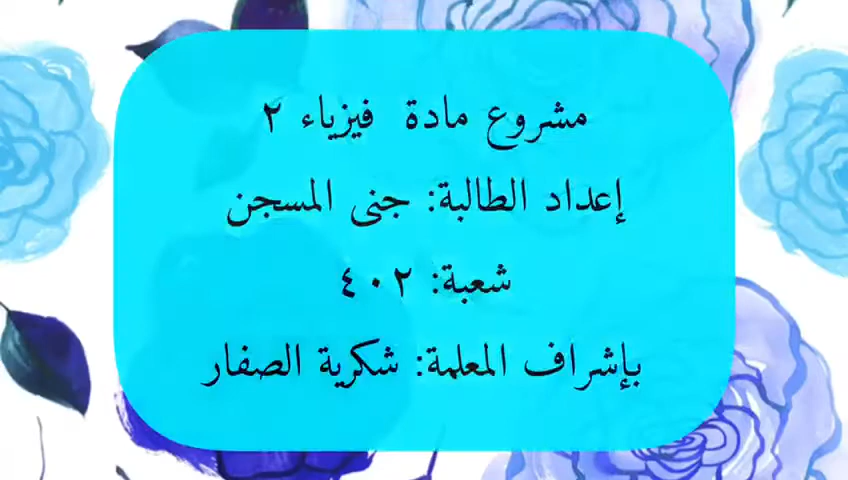 مشروع مادة فيزياء ٢
إعداد الطالبة: جنى المسجن
شعبة: ٤٠٢
بإشراف المعلمة: شكرية الصفار